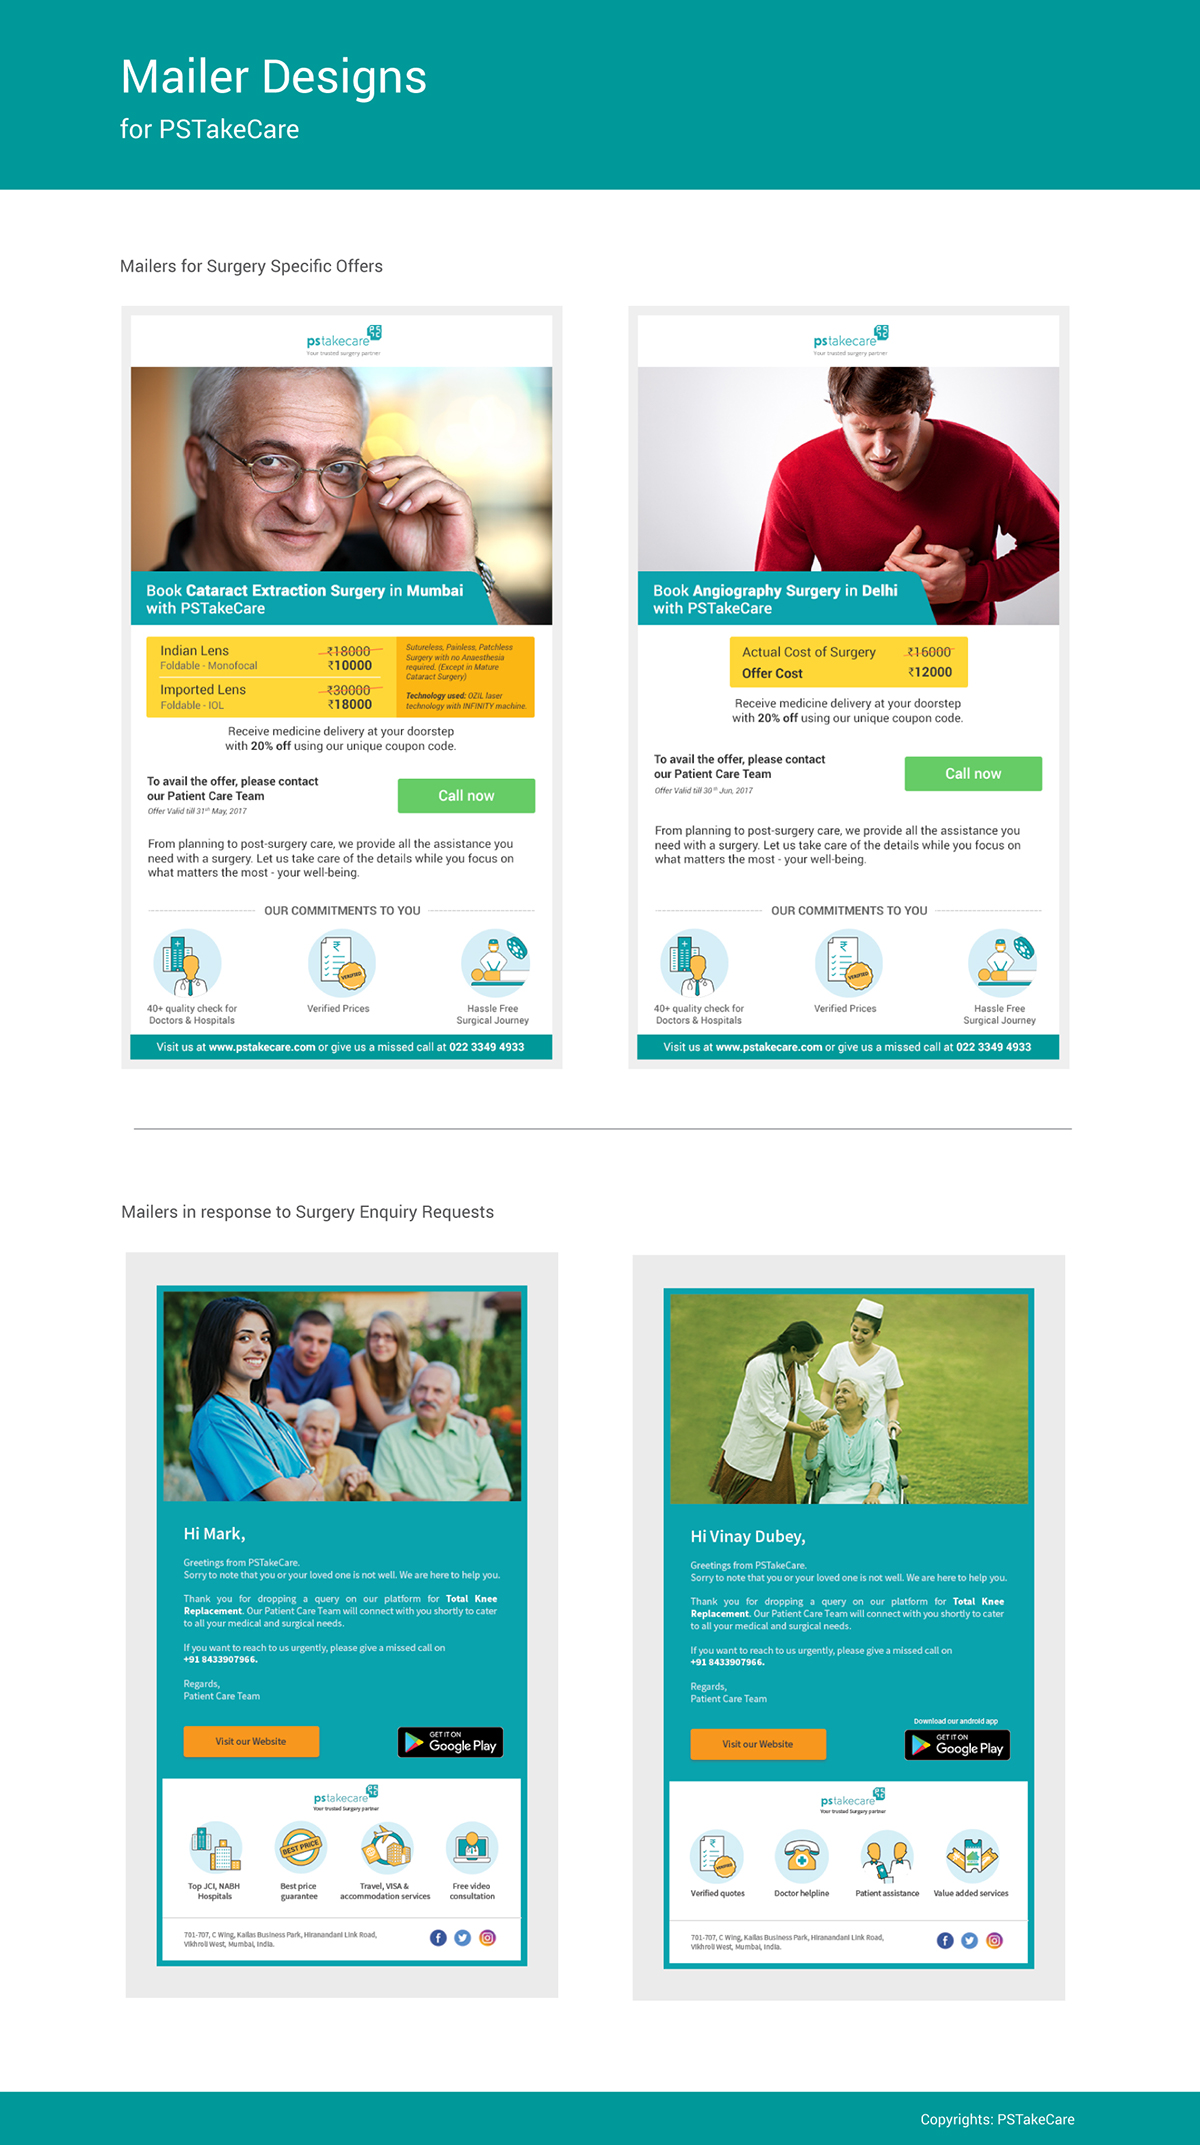 Mailer Designs
for PSTakeCare
Mailers for Surgery Specific Offers
pstakecare
PS
TC
Your trusted surgery partner
Book Cataract Extraction Surgery in Mumbai
with PSTakeCare
Indian Lens ₹18000
Foldable - Monofocal ₹10000
Imported Lens ₹30000
Foldable - IOL ₹18000
Sutureless, Painless, Patchless
Surgery with no Anaesthesia
required. (Except in Mature
Cataract Surgery)
Technology used: OZIL laser
technology with INFINITY machine.
Receive medicine delivery at your doorstep
with 20% off using our unique coupon code.
To avail the offer, please contact
our Patient Care Team
Offer Valid till 31st May, 2017
Call now
From planning to post-surgery care, we provide all the assistance you
need with a surgery. Let us take care of the details while you focus on
what matters the most - your well-being.
OUR COMMITMENTS TO YOU
VERIFIED
40+ quality check for
Doctors & Hospitals
Verified Prices
Hassle Free
Surgical Journey
Visit us at www.pstakecare.com or give us a missed call at 022 3349 4933
pstakecare
PS
TC
Your trusted surgery partner
Book Angiography Surgery in Delhi
with PSTakeCare
Actual Cost of Surgery ₹16000
Offer Cost ₹12000
Receive medicine delivery at your doorstep
with 20% off using our unique coupon code.
To avail the offer, please contact
our Patient Care Team
Offer Valid till 30th Jun, 2017
Call now
From planning to post-surgery care, we provide all the assistance you
need with a surgery. Let us take care of the details while you focus on
what matters the most - your well-being.
OUR COMMITMENTS TO YOU
VERIFIED
40+ quality check for
Doctors & Hospitals
Verified Prices
Hassle Free
Surgical Journey
Visit us at www.pstakecare.com or give us a missed call at 022 3349 4933
Mailers in response to Surgery Enquiry Requests
Hi Mark,
Greetings from PSTakeCare.
Sorry to note that you or your loved one is not well. We are here to help you.
Thank you for dropping a query on our platform for Total Knee
Replacement. Our Patient Care Team will connect with you shortly to cater
to all your medical and surgical needs.
If you want to reach to us urgently, please give a missed call on
+91 8433907966.
Regards,
Patient Care Team
Visit our Website
GET IT ON
Google Play
pstakecare
PS
TC
Your trusted Surgery partner
BEST PRICE
Top JCI, NABH
Hospitals
Best price
guarantee
Travel, VISA &
accommodation services
Free video
consultation
701-707, C Wing, Kailas Business Park, Hiranandani Link Road,
Vikhroli West, Mumbai, India.
Hi Vinay Dubey,
Greetings from PSTakeCare.
Sorry to note that you or your loved one is not well. We are here to help you.
Thank you for dropping a query on our platform for Total Knee
Replacement. Our Patient Care Team will connect with you shortly to cater
to all your medical and surgical needs.
If you want to reach to us urgently, please give a missed call on
+91 8433907966.
Regards,
Patient Care Team
Visit our Website
Download our android app
GET IT ON
Google Play
pstakecare
PS
TC
Your trusted Surgery partner
VERIFIED
Verified quotes
Doctor helpline
Patient assistance
Value added services
701-707, C Wing, Kailas Business Park, Hiranandani Link Road,
Vikhroli West, Mumbai, India.
Copyrights: PSTakeCare